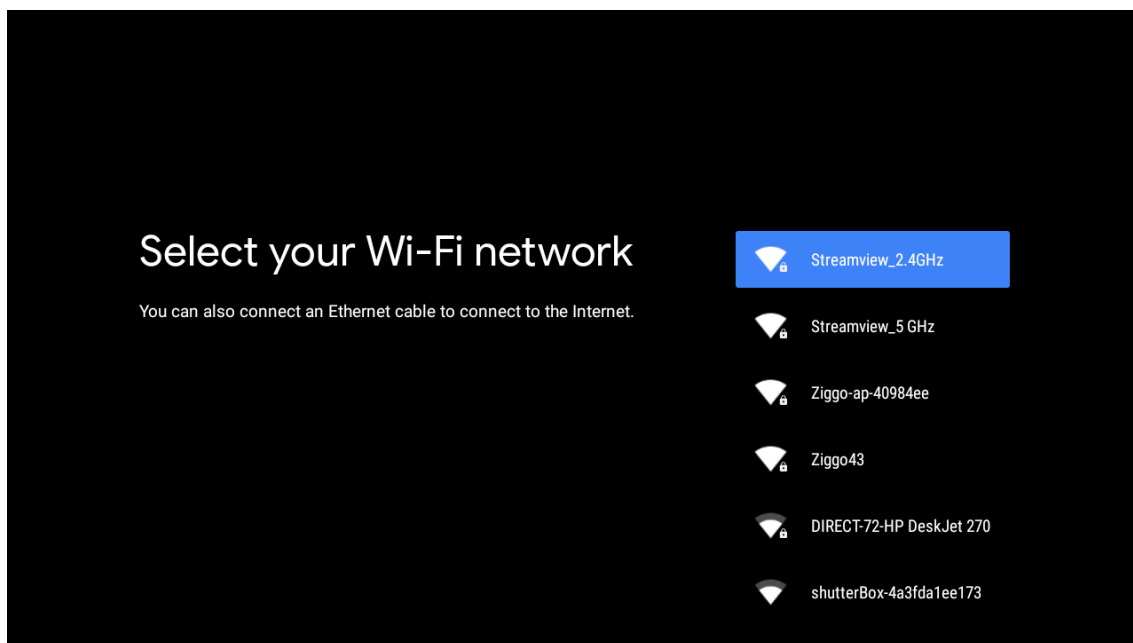 Select your Wi-Fi network
You can also connect an Ethernet cable to connect to the Internet.
Streamview_2.4GHz
Streamview_5 GHz
Ziggo-ap-40984ee
Ziggo43
DIRECT-72-HP DeskJet 270
shutterBox-4a3fda1ee173